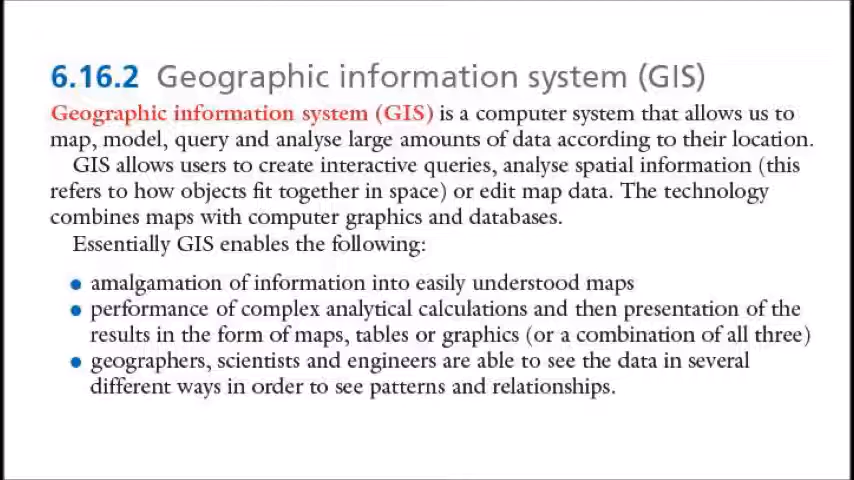 6.16.2 Geographic information system (GIS)
Geographic information system (GIS) is a computer system that allows us to
map, model, query and analyse large amounts of data according to their location.
GIS allows users to create interactive queries, analyse spatial information (this
refers to how objects fit together in space) or edit map data. The technology
combines maps with computer graphics and databases.
Essentially GIS enables the following:
● amalgamation of information into easily understood maps
● performance of complex analytical calculations and then presentation of the
results in the form of maps, tables or graphics (or a combination of all three)
● geographers, scientists and engineers are able to see the data in several
different ways in order to see patterns and relationships.